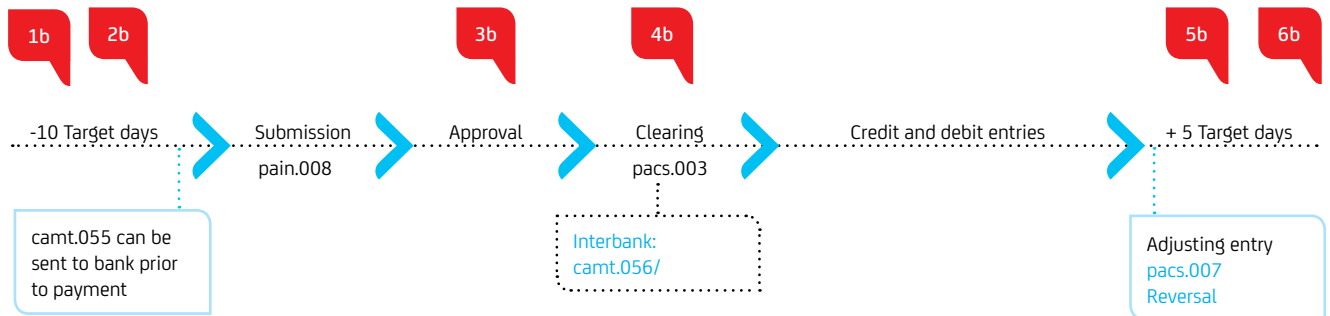 1b
2b
3b
4b
5b
6b
-10 Target days
Submission
Approval
Clearing
Credit and debit entries
+ 5 Target days
pain.008
pacs.003
camt.055 can be
sent to bank prior
to payment
Interbank:
camt.056/
Adjusting entry
pacs.007
Reversal